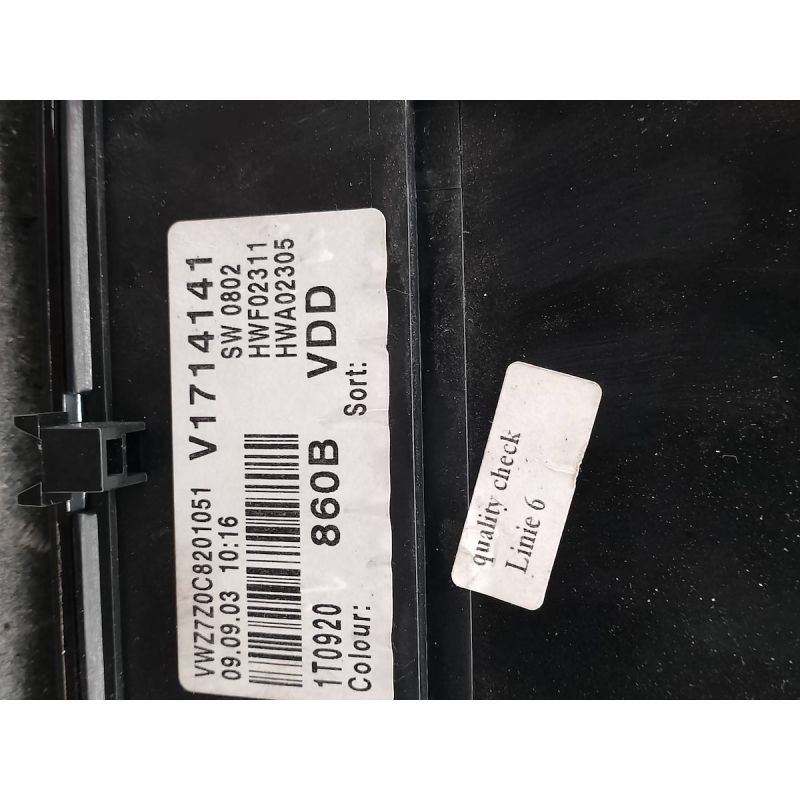 VWZ7Z0C8201051 V1714141
09.09.03 10:16 SW 0802
HWF02311
HWA02305
1T0920 860B VDD
Colour: Sort:
quality check
Linie 6